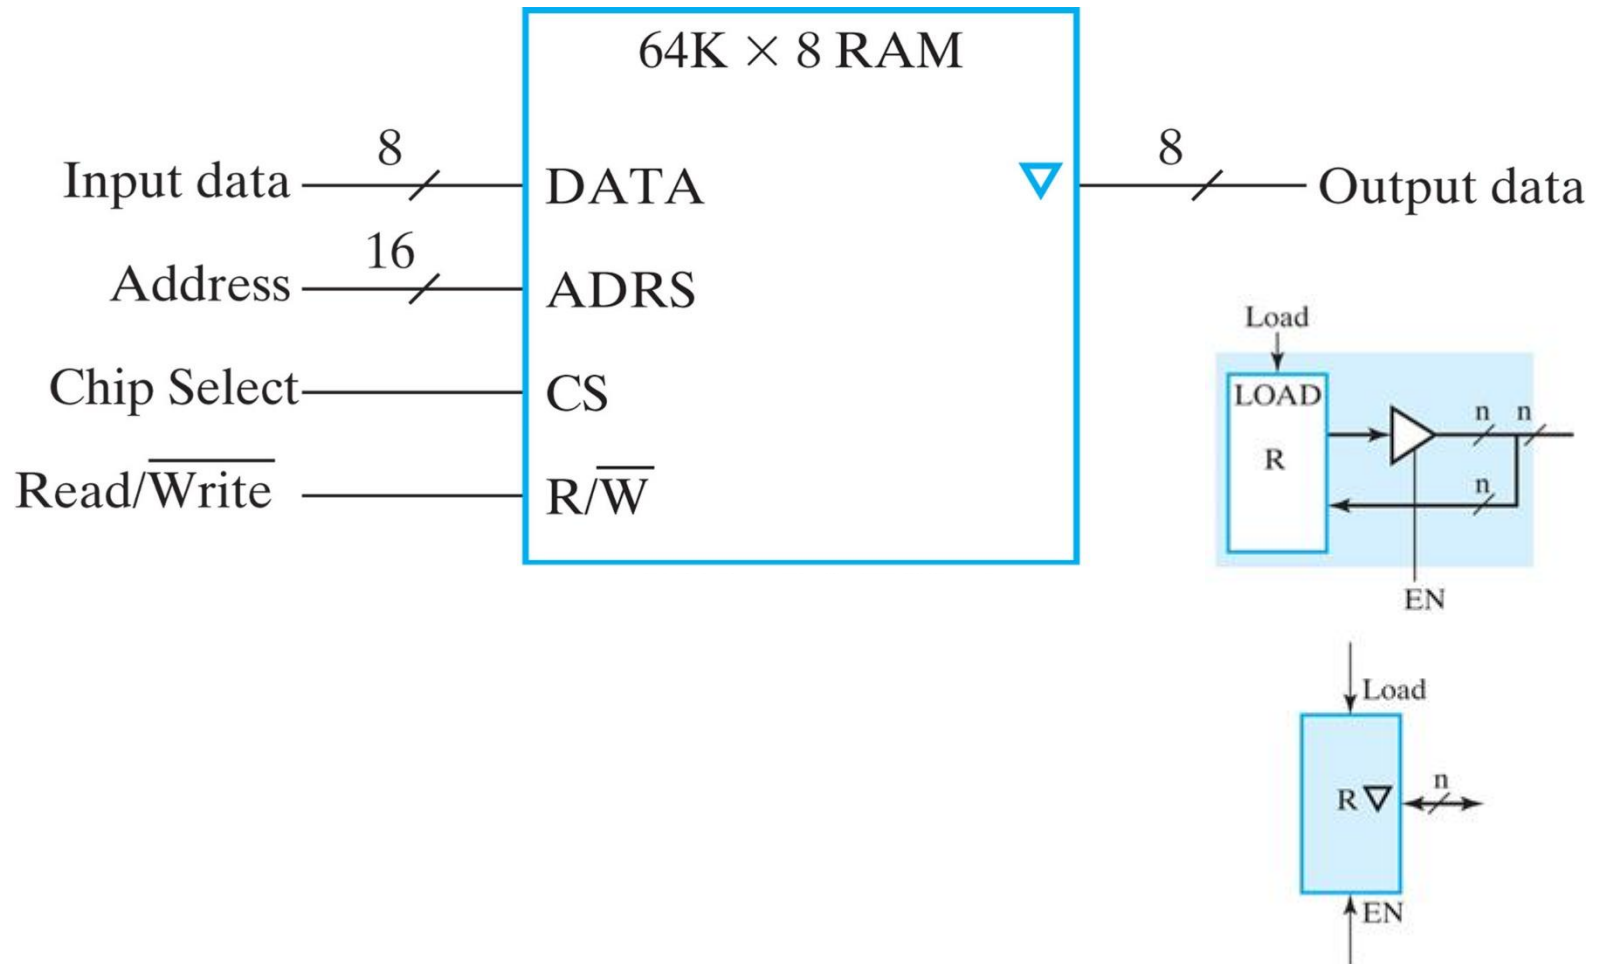 64K × 8 RAM
Input data 8 DATA 8 Output data
Address 16 ADRS
Chip Select CS
Read/W̅r̅i̅t̅e̅ R/W̅
Load
LOAD
R
n n
n
EN
Load
R n
EN